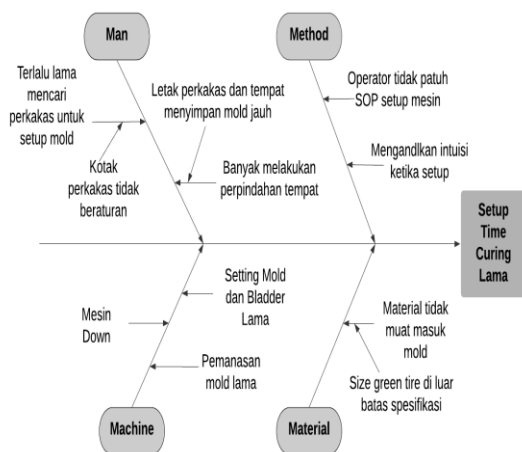 Man
Method
Terlalu lama
mencari
perkakas untuk
setup mold
Letak perkakas dan tempat
menyimpan mold jauh
Operator tidak patuh
SOP setup mesin
Kotak
perkakas tidak
beraturan
Banyak melakukan
perpindahan tempat
Mengandlkan intuisi
ketika setup
Setup
Time
Curing
Lama
Setting Mold
dan Bladder
Lama
Mesin
Down
Material tidak
muat masuk
mold
Pemanasan
mold lama
Size green tire di luar
batas spesifikasi
Machine
Material